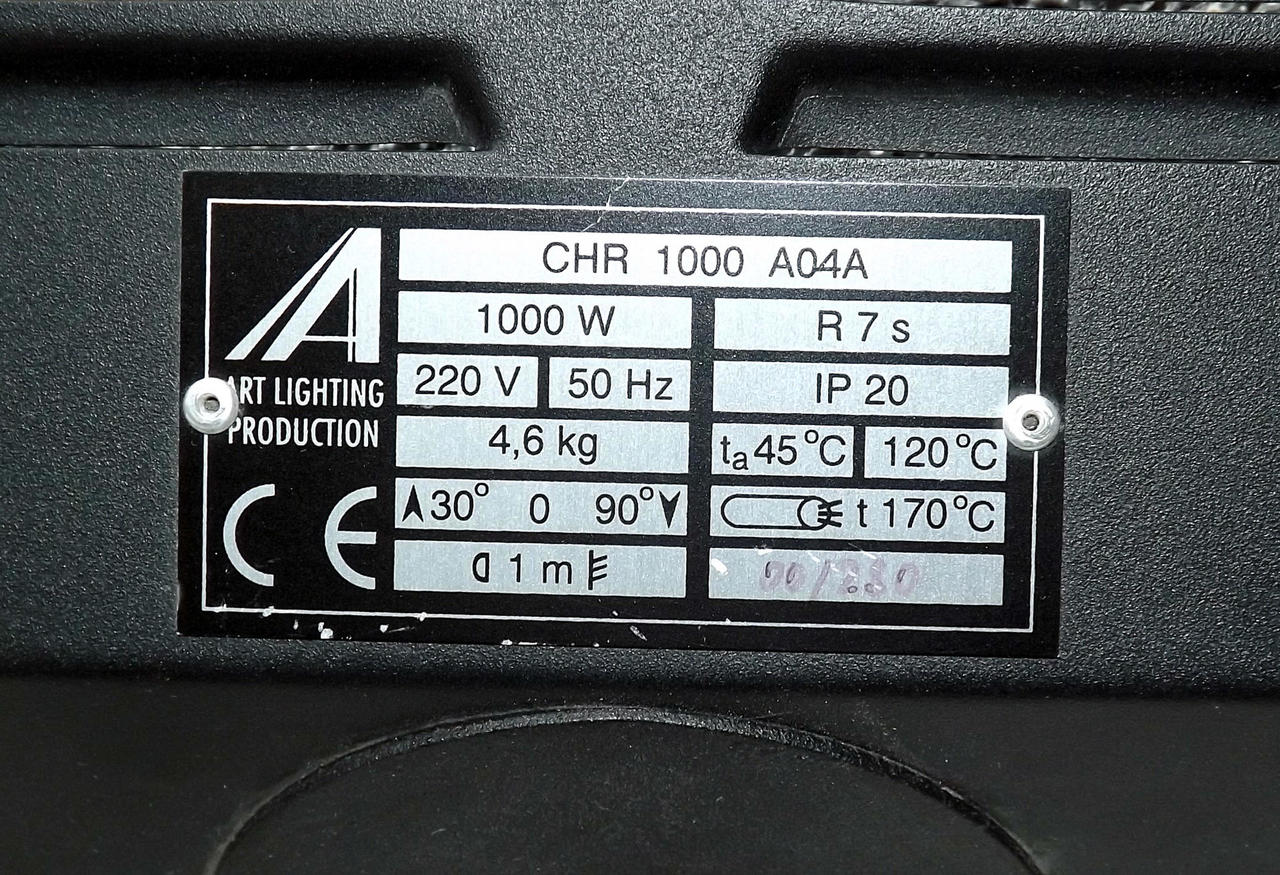 CHR 1000 A04A
1000 W
R 7 s
ART LIGHTING
PRODUCTION
220 V
50 Hz
IP 20
4,6 kg
ta 45 °C
120 °C
30° 0 90°
t 170 °C
CE
1 m